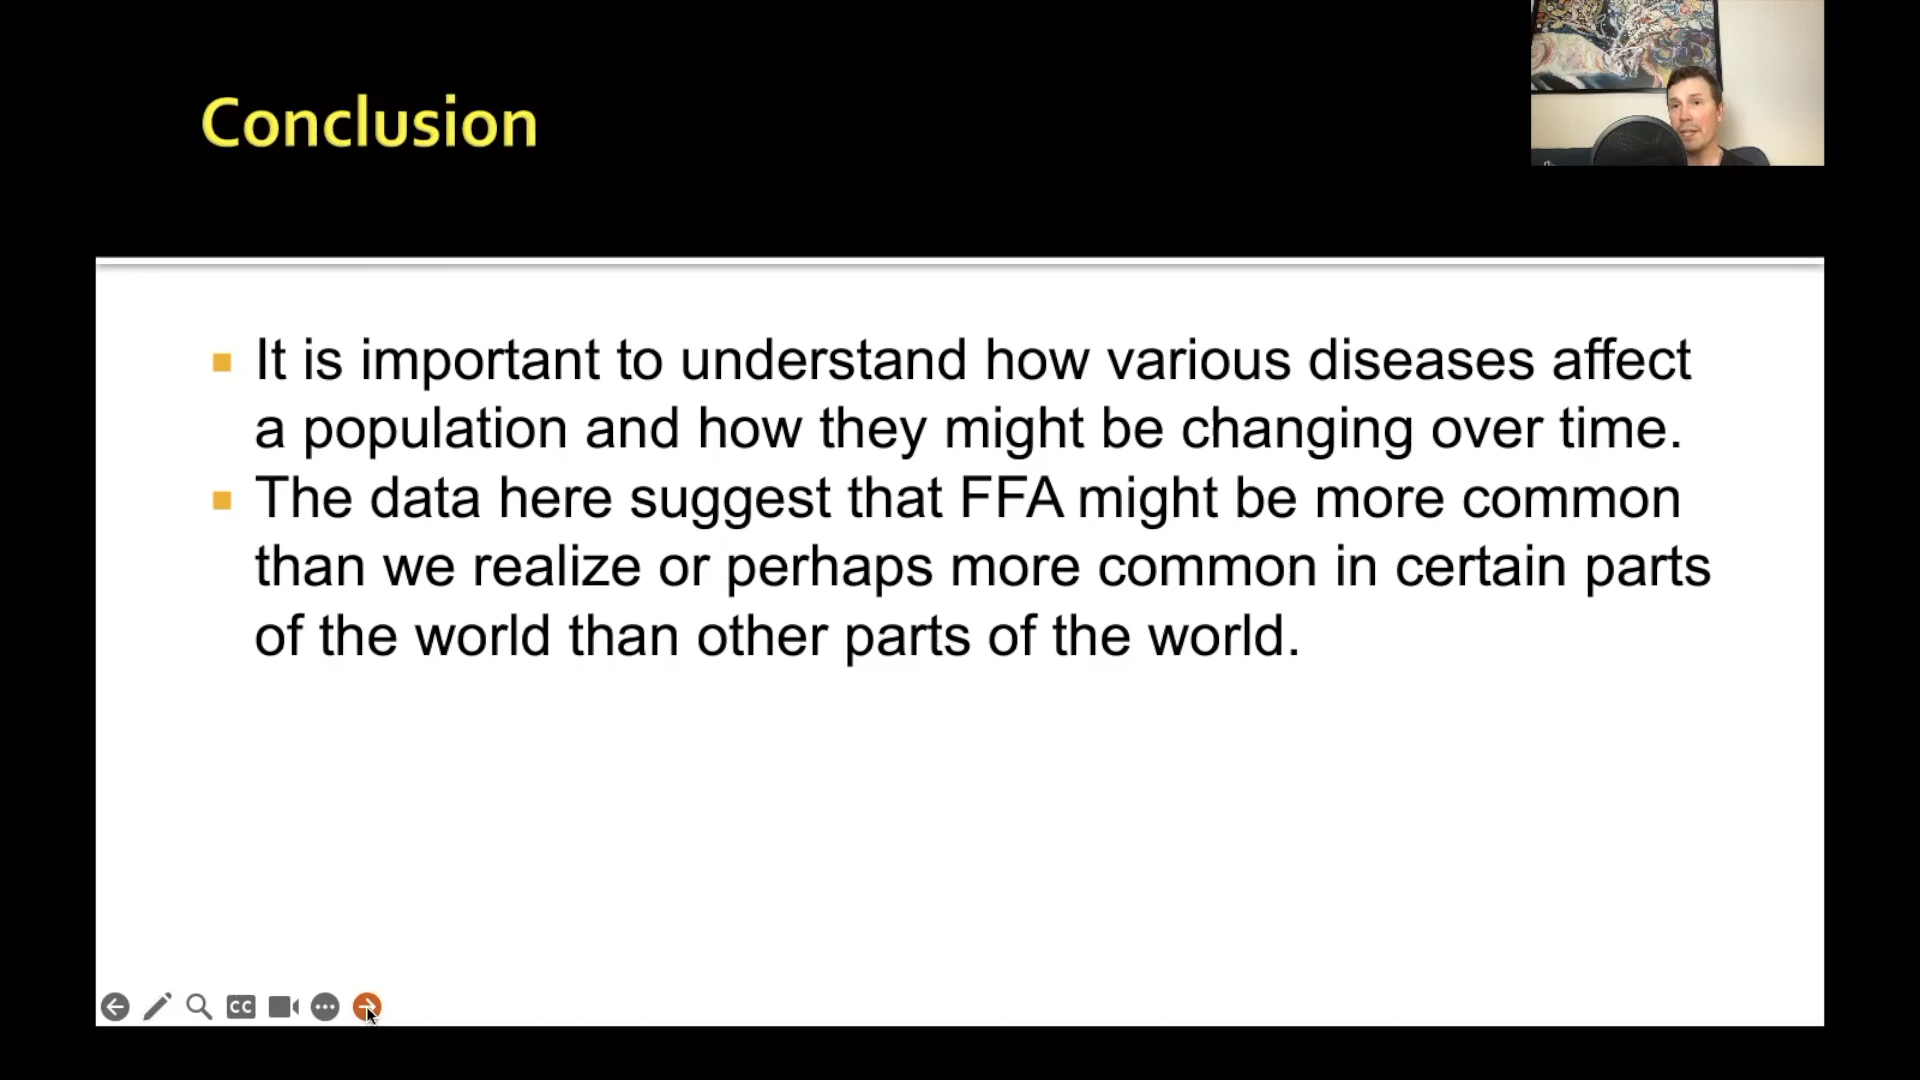 Conclusion
It is important to understand how various diseases affect
a population and how they might be changing over time.
The data here suggest that FFA might be more common
than we realize or perhaps more common in certain parts
of the world than other parts of the world.
CC